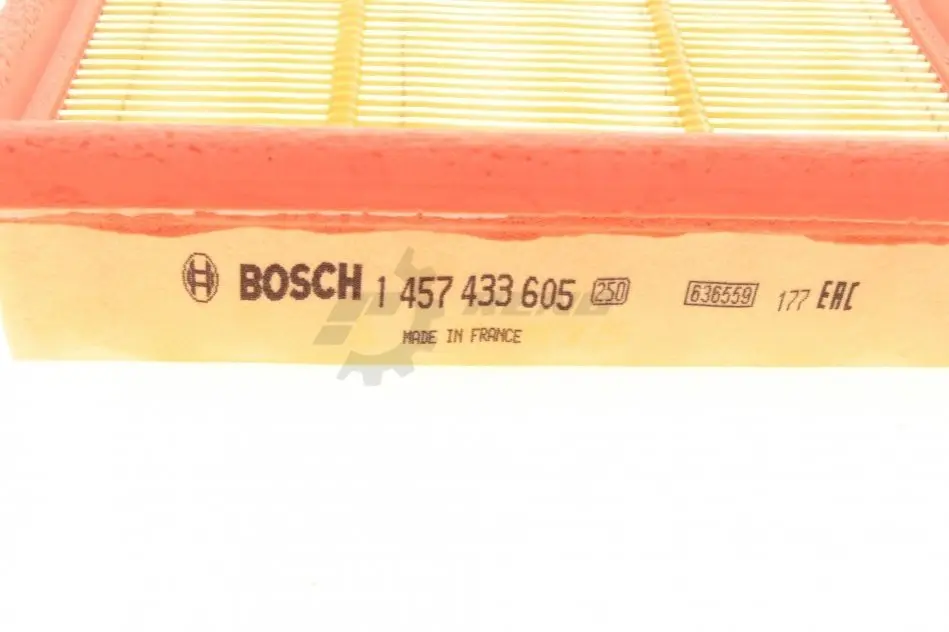 BOSCH 1 457 433 605 250 636559 177 EAC
MADE IN FRANCE